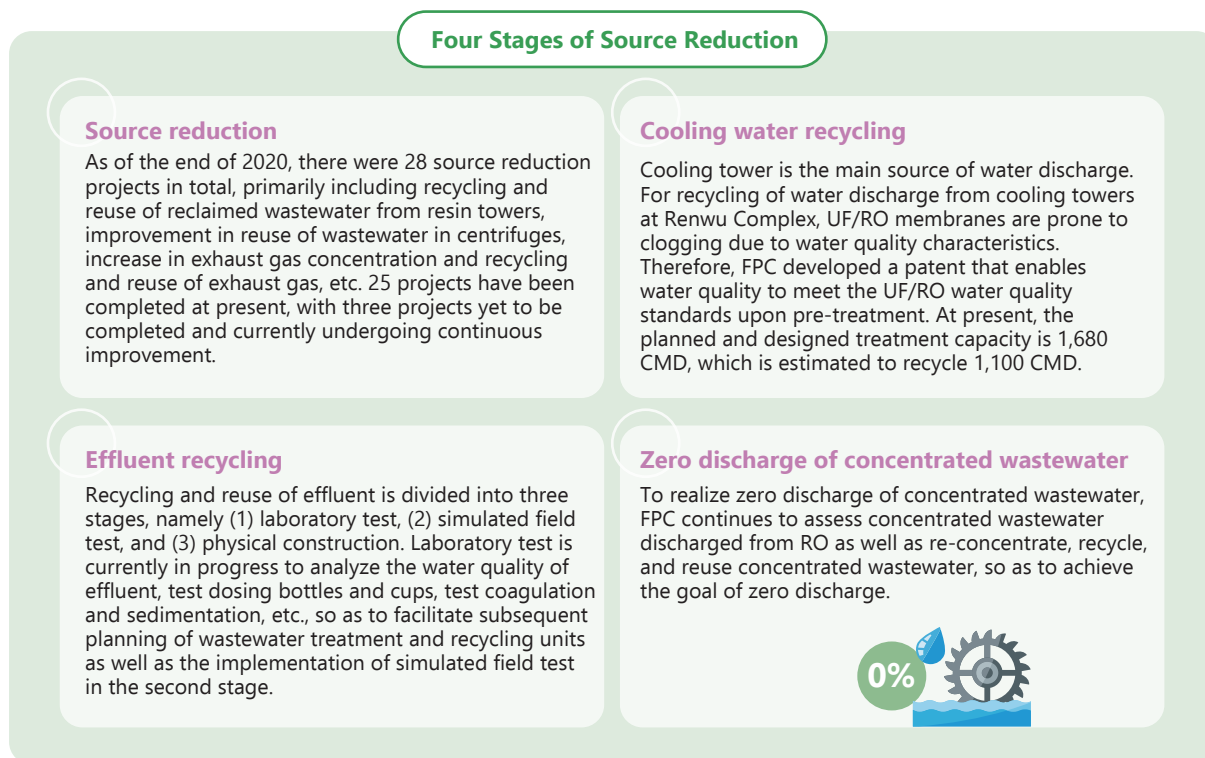 Four Stages of Source Reduction
Source reduction
As of the end of 2020, there were 28 source reduction
projects in total, primarily including recycling and
reuse of reclaimed wastewater from resin towers,
improvement in reuse of wastewater in centrifuges,
increase in exhaust gas concentration and recycling
and reuse of exhaust gas, etc. 25 projects have been
completed at present, with three projects yet to be
completed and currently undergoing continuous
improvement.
Cooling water recycling
Cooling tower is the main source of water discharge.
For recycling of water discharge from cooling towers
at Renwu Complex, UF/RO membranes are prone to
clogging due to water quality characteristics.
Therefore, FPC developed a patent that enables
water quality to meet the UF/RO water quality
standards upon pre-treatment. At present, the
planned and designed treatment capacity is 1,680
CMD, which is estimated to recycle 1,100 CMD.
Effluent recycling
Recycling and reuse of effluent is divided into three
stages, namely (1) laboratory test, (2) simulated field
test, and (3) physical construction. Laboratory test is
currently in progress to analyze the water quality of
effluent, test dosing bottles and cups, test coagulation
and sedimentation, etc., so as to facilitate subsequent
planning of wastewater treatment and recycling units
as well as the implementation of simulated field test
in the second stage.
Zero discharge of concentrated wastewater
To realize zero discharge of concentrated wastewater,
FPC continues to assess concentrated wastewater
discharged from RO as well as re-concentrate, recycle,
and reuse concentrated wastewater, so as to achieve
the goal of zero discharge.
0%